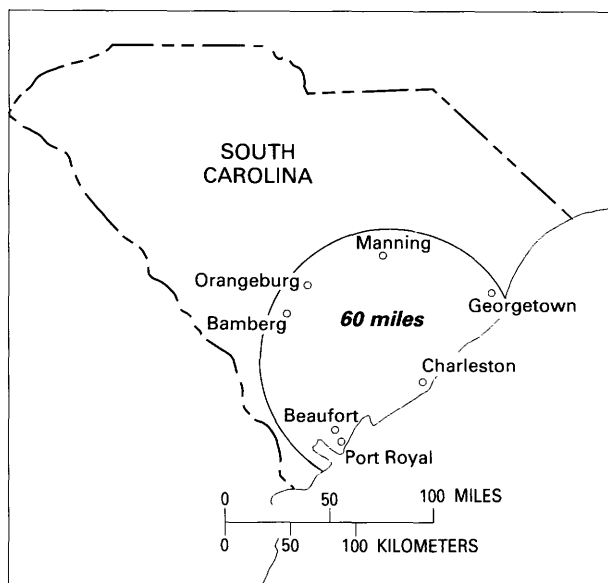 SOUTH
CAROLINA
Manning
Orangeburg
Georgetown
Bamberg
60 miles
Charleston
Beaufort
Port Royal
0 50 100 MILES
0 50 100 KILOMETERS